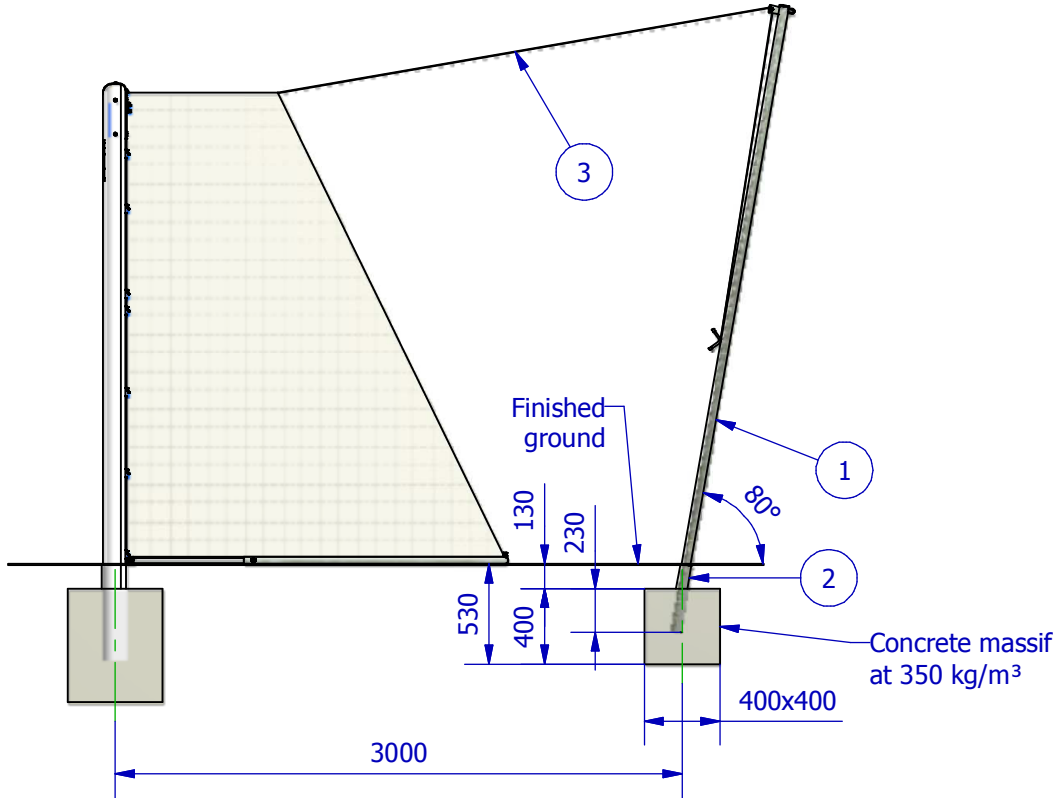 3
Finished
ground
1
80°
130
230
2
530
400
Concrete massif
at 350 kg/m³
400x400
3000